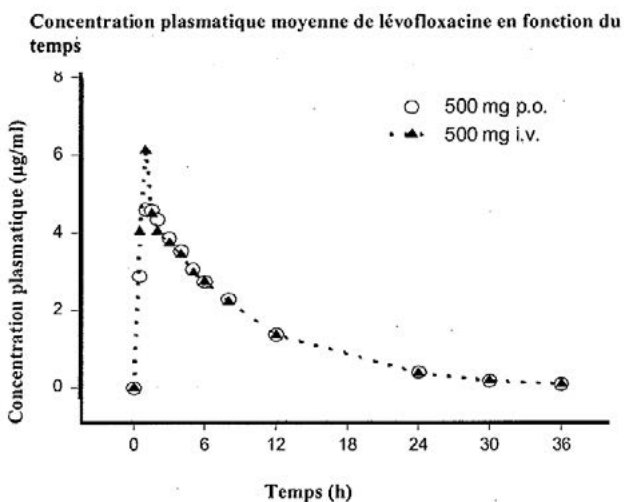 Concentration plasmatique moyenne de lévofloxacine en fonction du
temps
Concentration plasmatique (µg/ml)
8
6
4
2
0
500 mg p.o.
500 mg i.v.
0 6 12 18 24 30 36
Temps (h)